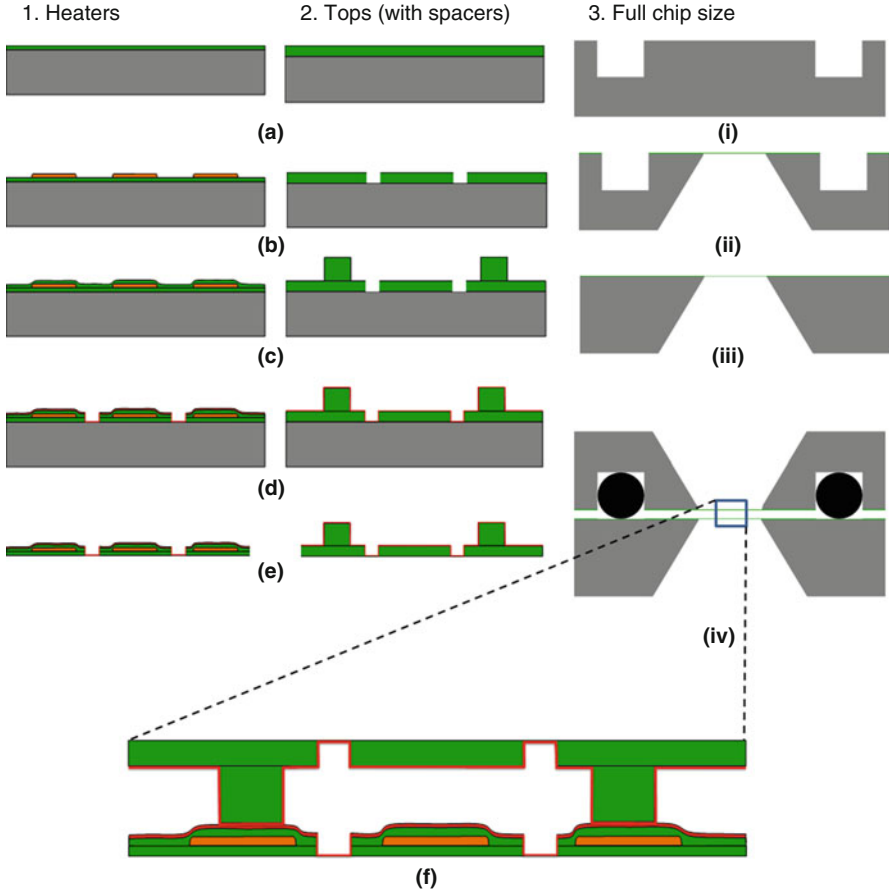 1. Heaters
2. Tops (with spacers)
3. Full chip size
(a)
(i)
(b)
(ii)
(c)
(iii)
(d)
(e)
(iv)
(f)